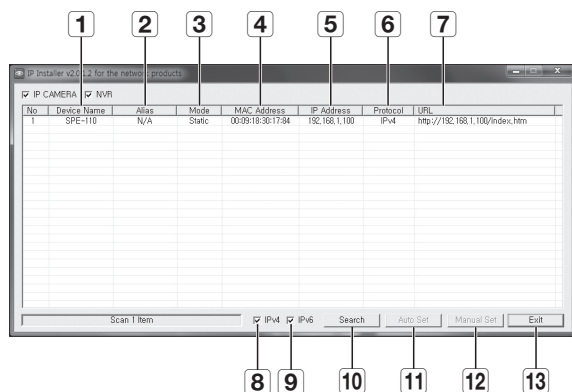 1 2 3 4 5 6 7
IP Installer v2.0.1.2 for the network products
IP CAMERA NVR
No Device Name Alias Mode MAC Address IP Address Protocol URL
1 SPE-110 N/A Static 00:09:18:30:17:84 192.168.1.100 IPv4 http://192.168.1.100/index.htm
Scan 1 Item IPv4 IPv6 Search Auto Set Manual Set Exit
8 9 10 11 12 13